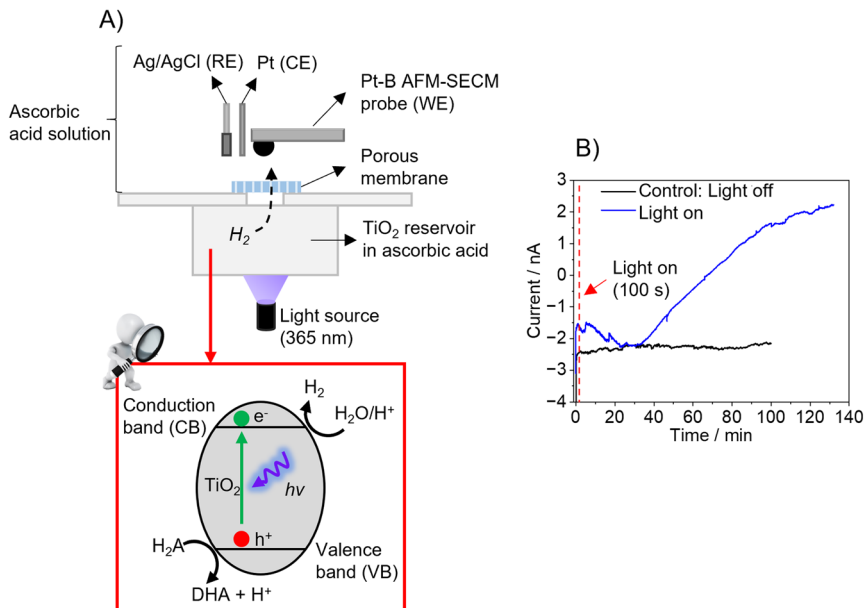 A)
Ag/AgCl (RE)
Pt (CE)
Pt-B AFM-SECM
probe (WE)
Ascorbic
acid solution
Porous
membrane
H₂
TiO₂ reservoir
in ascorbic acid
Light source
(365 nm)
Conduction
band (CB)
e⁻
H₂
H₂O/H⁺
TiO₂
hv
h⁺
H₂A
Valence
band (VB)
DHA + H⁺
B)
Control: Light off
Light on
Light on
(100 s)
Current / nA
3
2
1
0
−1
−2
−3
−4
0 20 40 60 80 100 120 140
Time / min